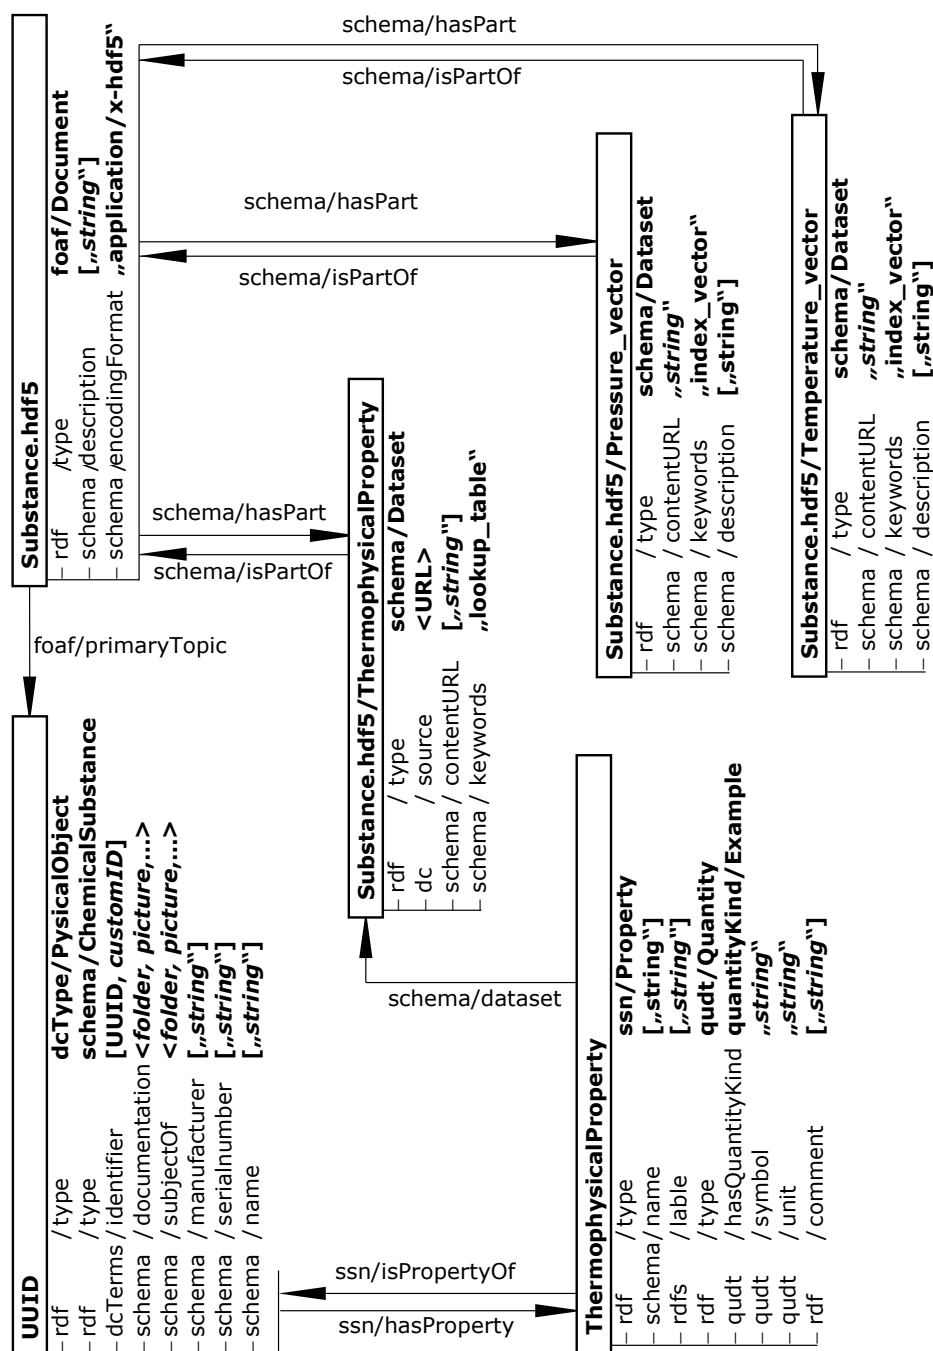 UUID
– rdf / type dcType/PysicalObject
– rdf / type schema/ChemicalSubstance
– dcTerms / identifier [UUID, customID]
– schema / documentation <folder, picture,...>
– schema / subjectOf <folder, picture,...>
– schema / manufacturer [„string“]
– schema / serialnumber [„string“]
– schema / name [„string“]
foaf/primaryTopic
Substance.hdf5
– rdf /type foaf/Document
– schema /description [„string“]
– schema /encodingFormat „application/x-hdf5“
schema/hasPart
schema/isPartOf
schema/hasPart
schema/isPartOf
schema/hasPart
schema/isPartOf
Substance.hdf5/ThermophysicalProperty
– rdf / type schema/Dataset
– dc / source <URL>
– schema / contentURL [„string“]
– schema / keywords „lookup_table“
schema/dataset
ssn/isPropertyOf
ssn/hasProperty
ThermophysicalProperty
– rdf / type ssn/Property
– schema / name [„string“]
– rdfs / lable [„string“]
– rdf / type qudt/Quantity
– qudt / hasQuantityKind quantityKind/Example
– qudt / symbol „string“
– qudt / unit „string“
– rdf / comment [„string“]
Substance.hdf5/Pressure_vector
– rdf / type schema/Dataset
– schema / contentURL „string“
– schema / keywords „index_vector“
– schema / description [„string“]
Substance.hdf5/Temperature_vector
– rdf / type schema/Dataset
– schema / contentURL „string“
– schema / keywords „index_vector“
– schema / description [„string“]